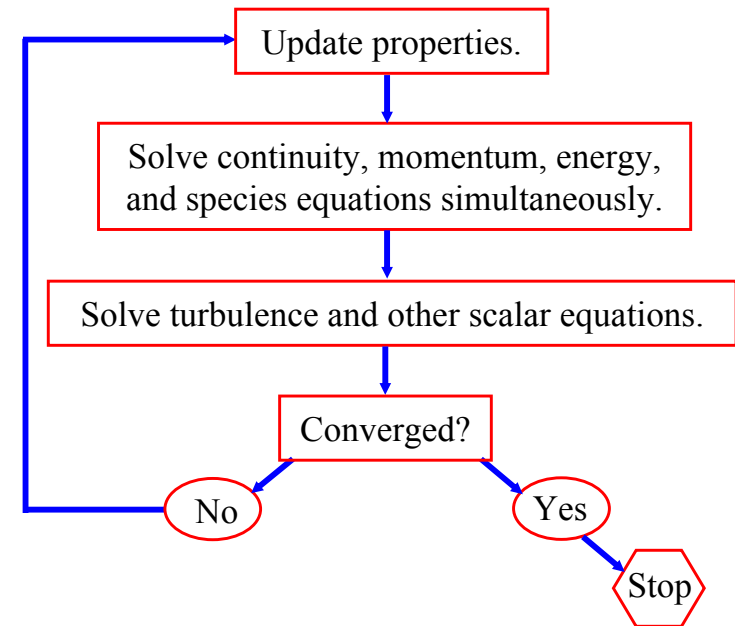 Update properties.
Solve continuity, momentum, energy,
and species equations simultaneously.
Solve turbulence and other scalar equations.
Converged?
No
Yes
Stop